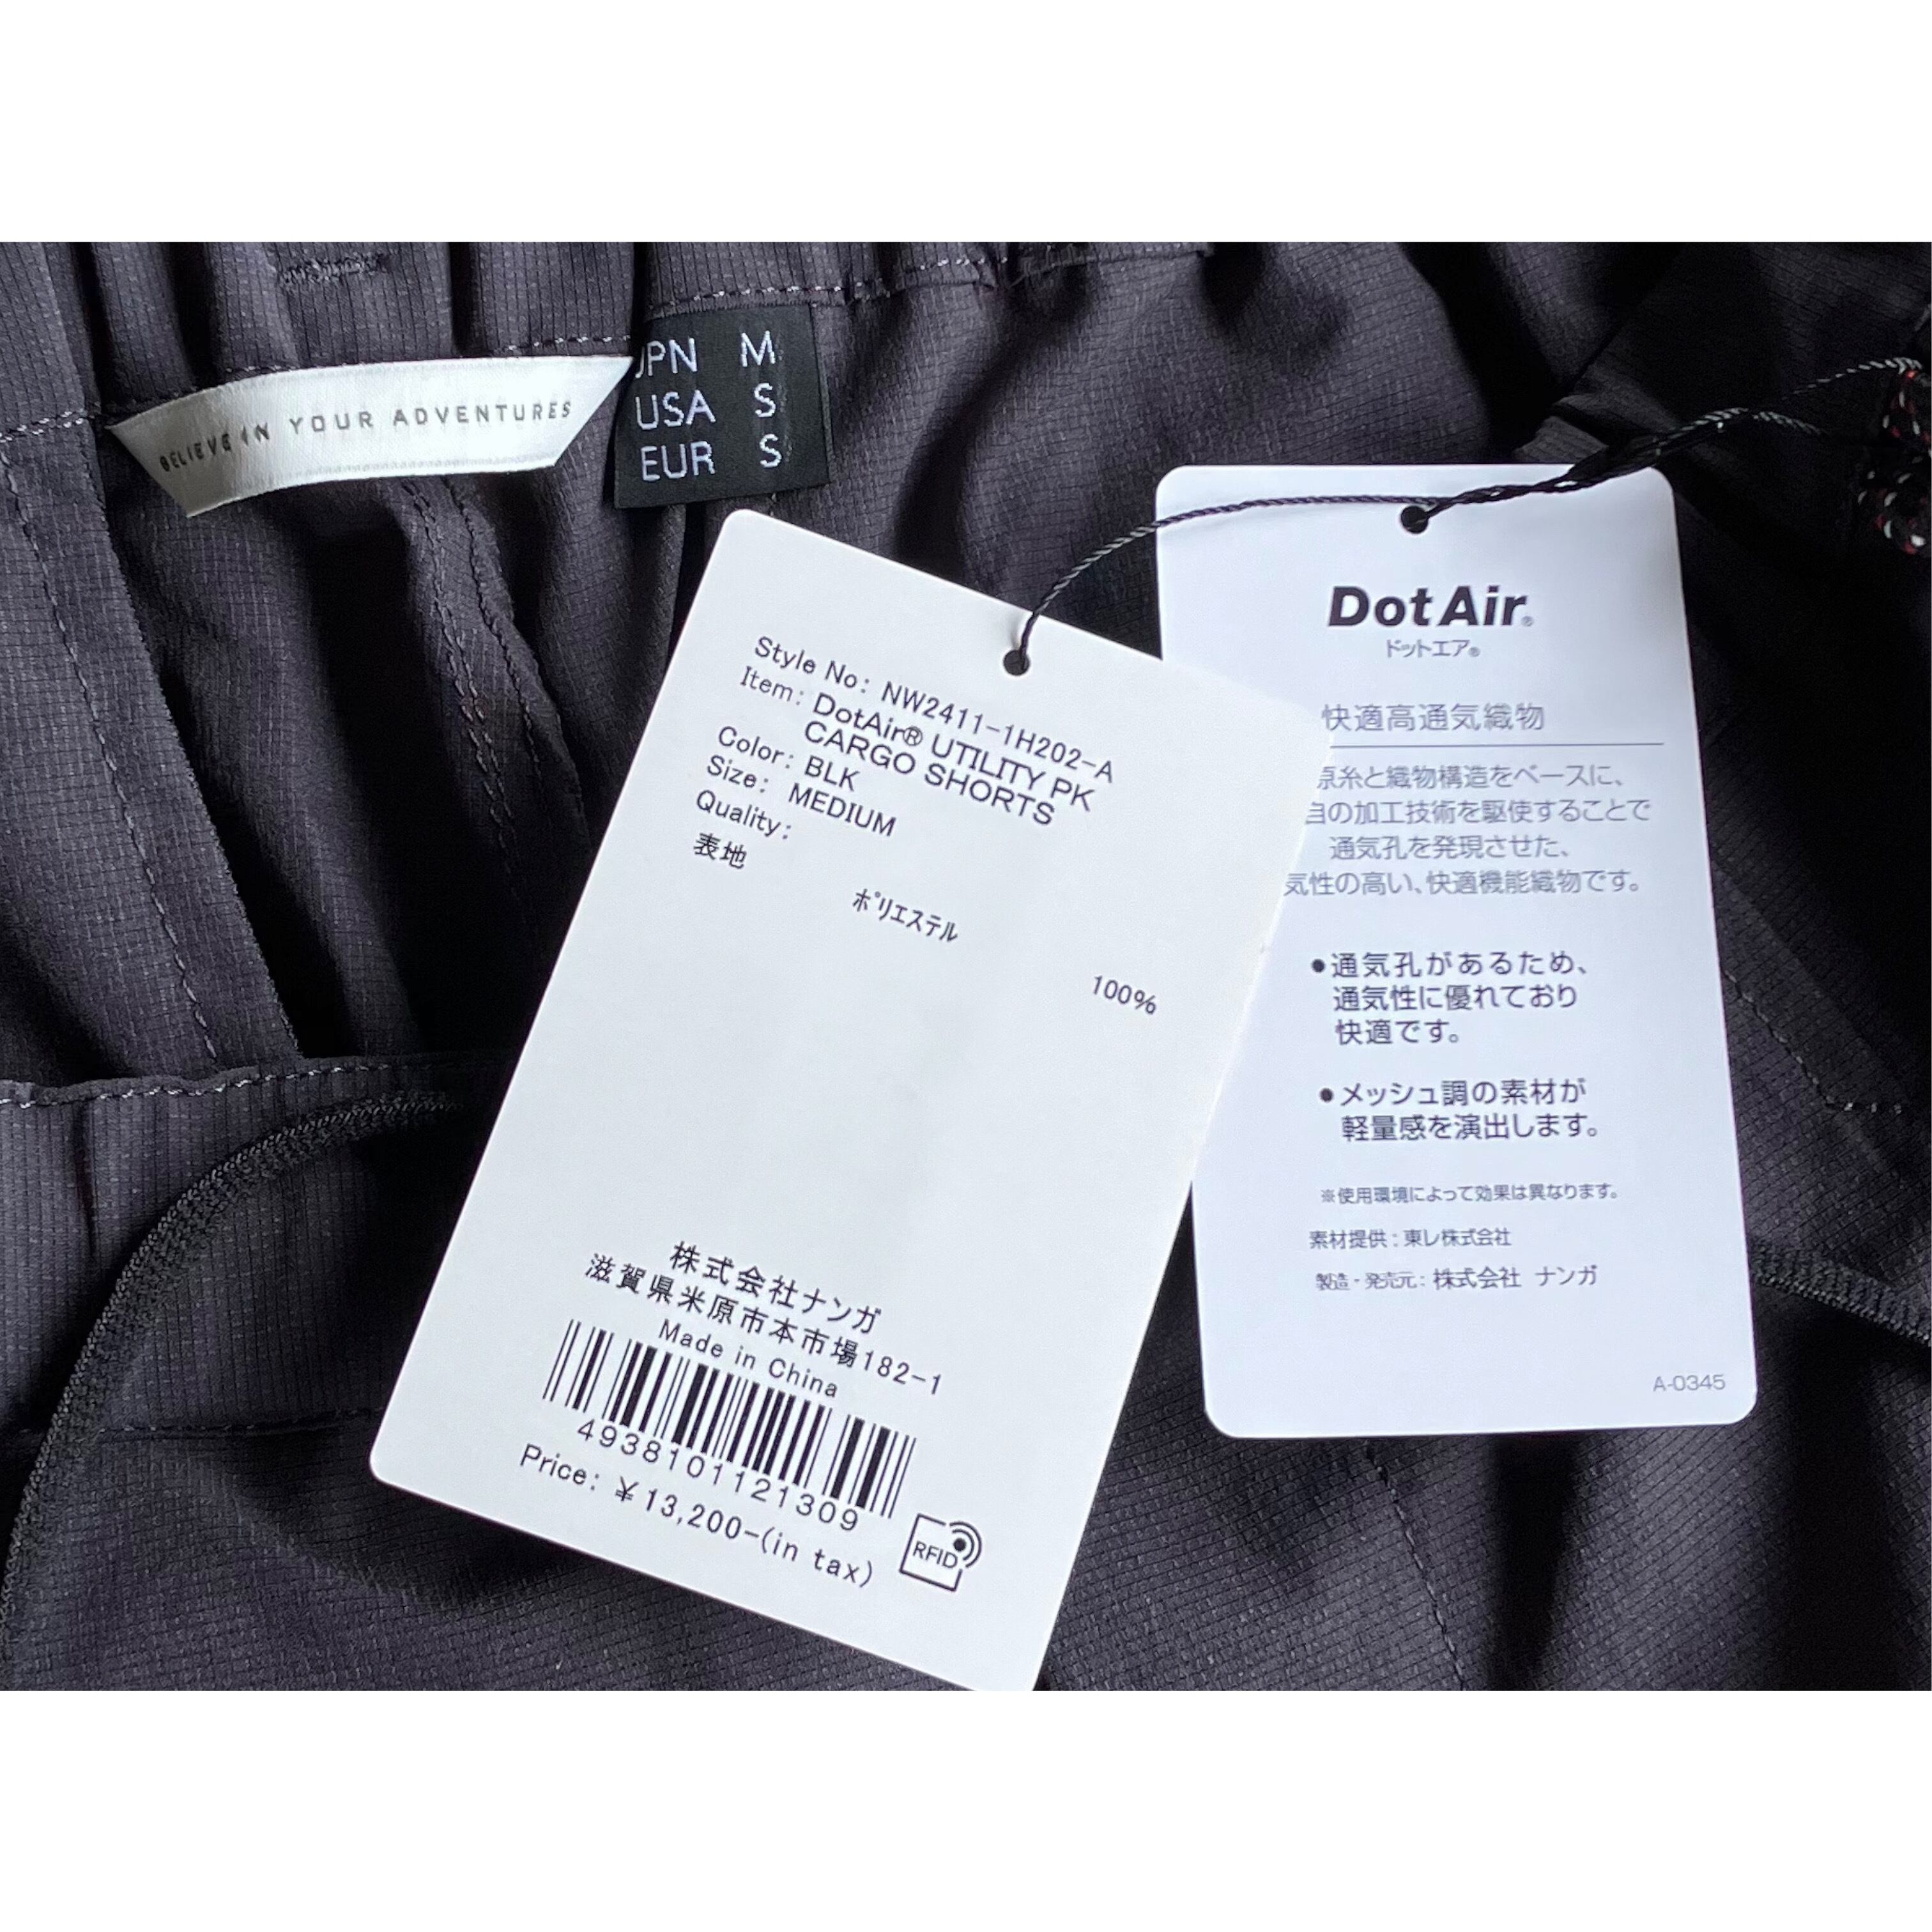 BELIEVE IN YOUR ADVENTURES
JPN M
USA S
EUR S
Style No: NW2411-1H202-A
Item: DotAir® UTILITY PK
CARGO SHORTS
Color: BLK
Size: MEDIUM
Quality:
表地
ﾎﾟﾘｴｽﾃﾙ
100%
株式会社ナンガ
滋賀県米原市本市場182-1
Made in China
4938101121309
Price: ¥13,200-(in tax)
RFID
DotAir®
ドットエア®
快適高通気織物
原糸と織物構造をベースに、
自の加工技術を駆使することで
通気孔を発現させた、
気性の高い、快適機能織物です。
●通気孔があるため、
通気性に優れており
快適です。
●メッシュ調の素材が
軽量感を演出します。
※使用環境によって効果は異なります。
素材提供：東レ株式会社
製造・発売元：株式会社 ナンガ
A-0345